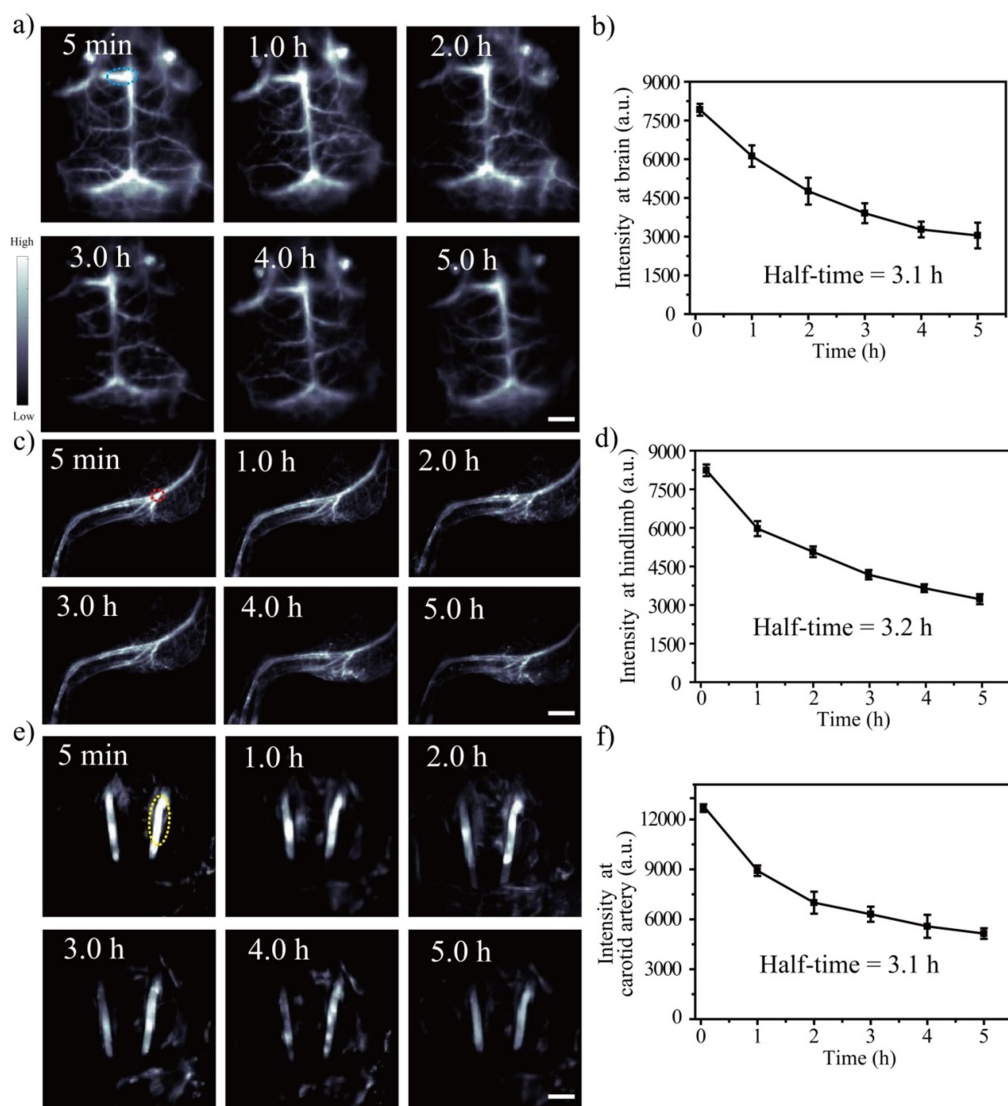 a)
5 min
1.0 h
2.0 h
High
Low
3.0 h
4.0 h
5.0 h
b)
9000
7500
6000
4500
3000
1500
0
Intensity at brain (a.u.)
Half-time = 3.1 h
0 1 2 3 4 5
Time (h)
c)
5 min
1.0 h
2.0 h
3.0 h
4.0 h
5.0 h
d)
9000
7500
6000
4500
3000
1500
0
Intensity at hindlimb (a.u.)
Half-time = 3.2 h
0 1 2 3 4 5
Time (h)
e)
5 min
1.0 h
2.0 h
3.0 h
4.0 h
5.0 h
f)
12000
9000
6000
3000
0
Intensity at
carotid artery (a.u.)
Half-time = 3.1 h
0 1 2 3 4 5
Time (h)